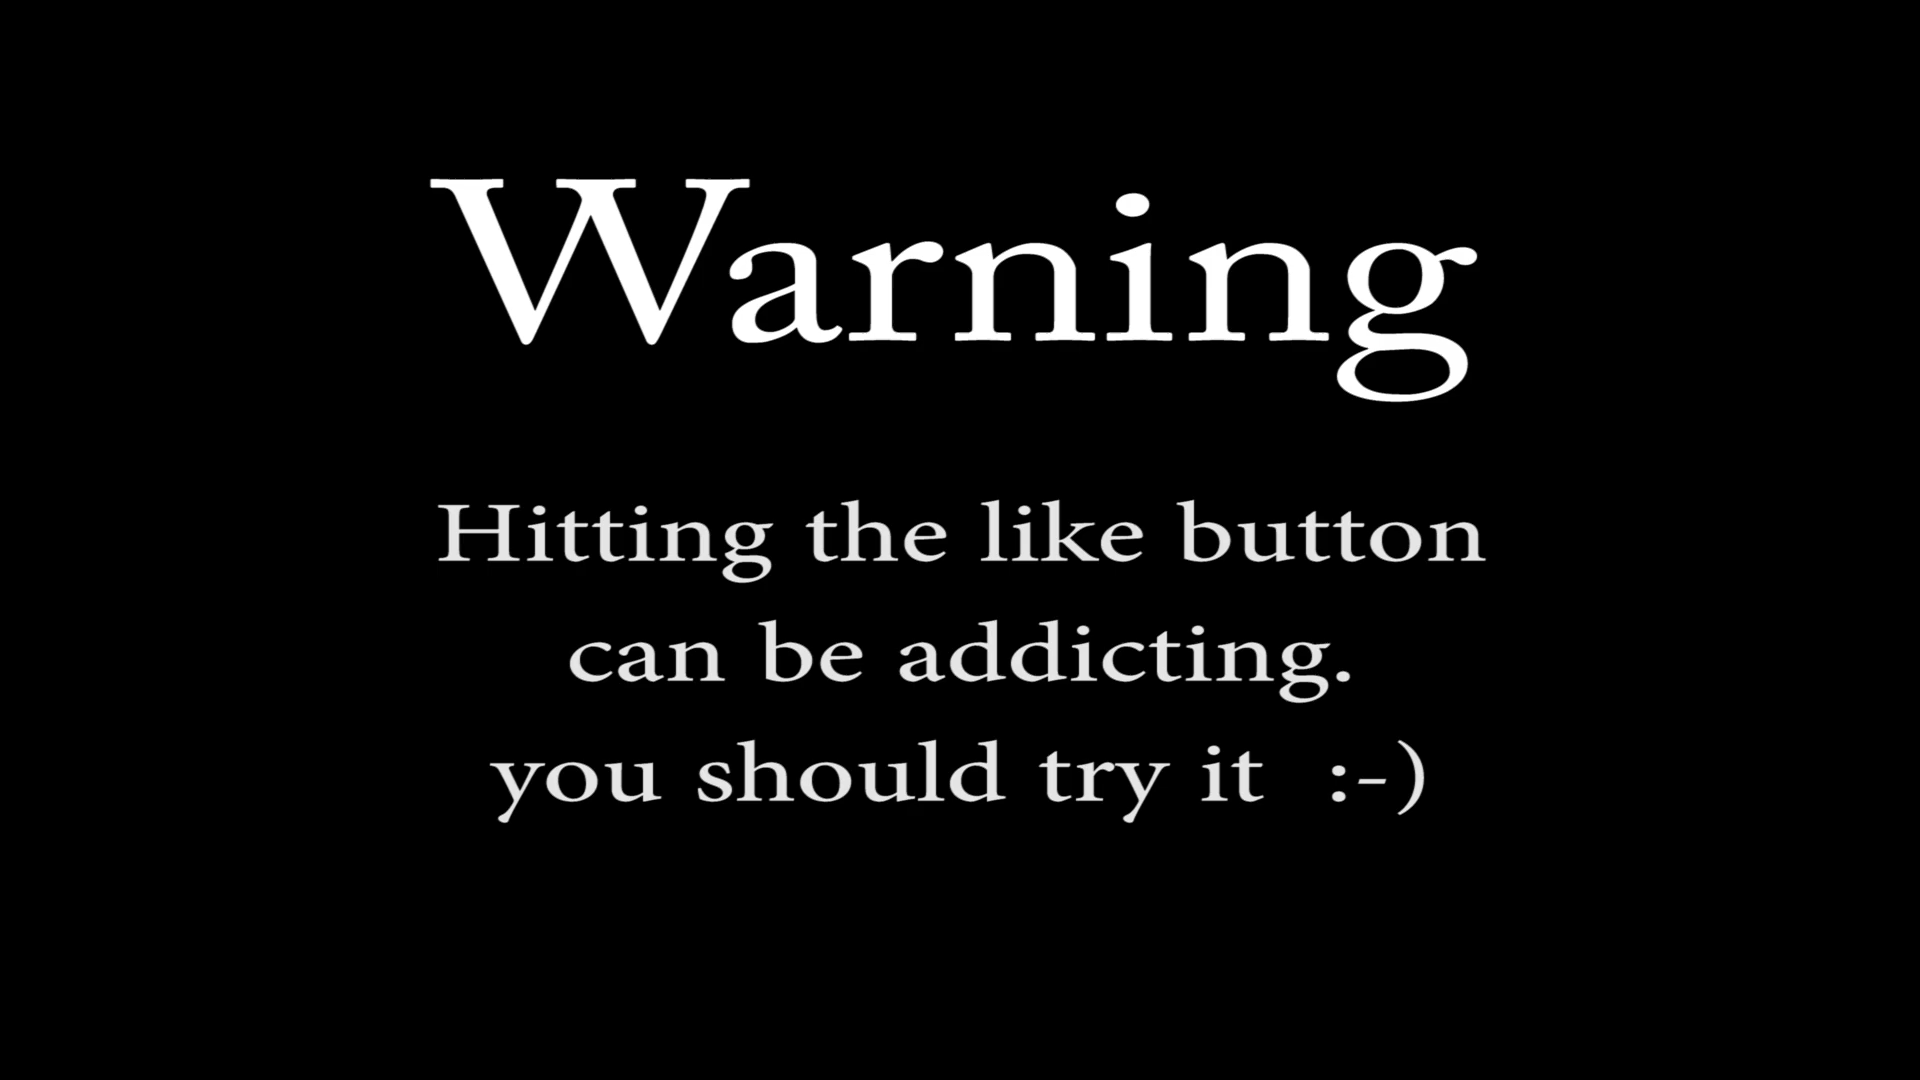 Warning
Hitting the like button
can be addicting.
you should try it  :-)